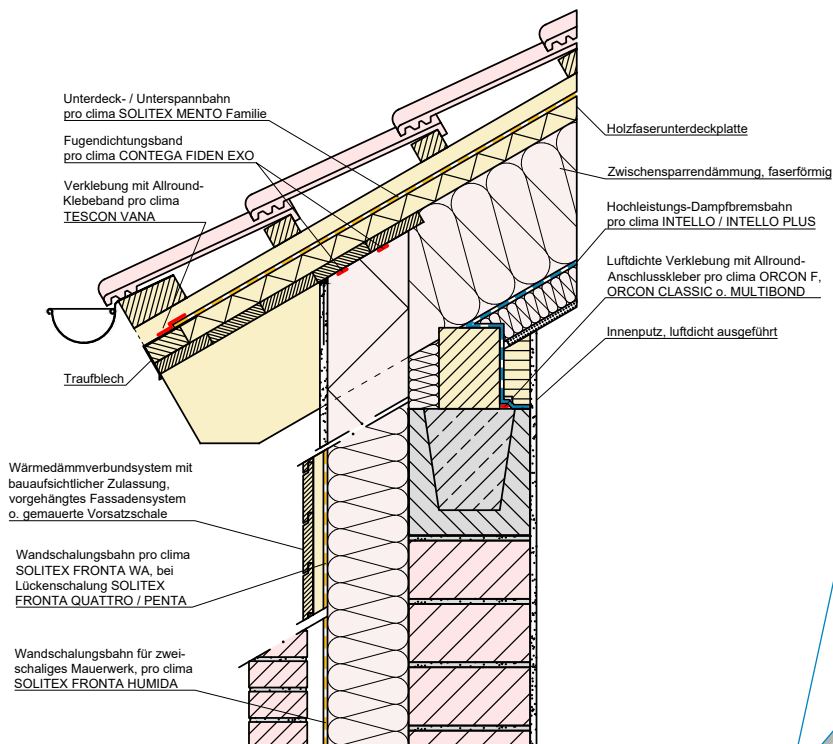 Unterdeck- / Unterspannbahn
pro clima SOLITEX MENTO Familie
Fugendichtungsband
pro clima CONTEGA FIDEN EXO
Verklebung mit Allround-
Klebeband pro clima
TESCON VANA
Traufblech
Wärmedämmverbundsystem mit
bauaufsichtlicher Zulassung,
vorgehängtes Fassadensystem
o. gemauerte Vorsatzschale
Wandschalungsbahn pro clima
SOLITEX FRONTA WA, bei
Lückenschalung SOLITEX
FRONTA QUATTRO / PENTA
Wandschalungsbahn für zwei-
schaliges Mauerwerk, pro clima
SOLITEX FRONTA HUMIDA
Holzfaserunterdeckplatte
Zwischensparrendämmung, faserförmig
Hochleistungs-Dampfbremsbahn
pro clima INTELLO / INTELLO PLUS
Luftdichte Verklebung mit Allround-
Anschlusskleber pro clima ORCON F,
ORCON CLASSIC o. MULTIBOND
Innenputz, luftdicht ausgeführt